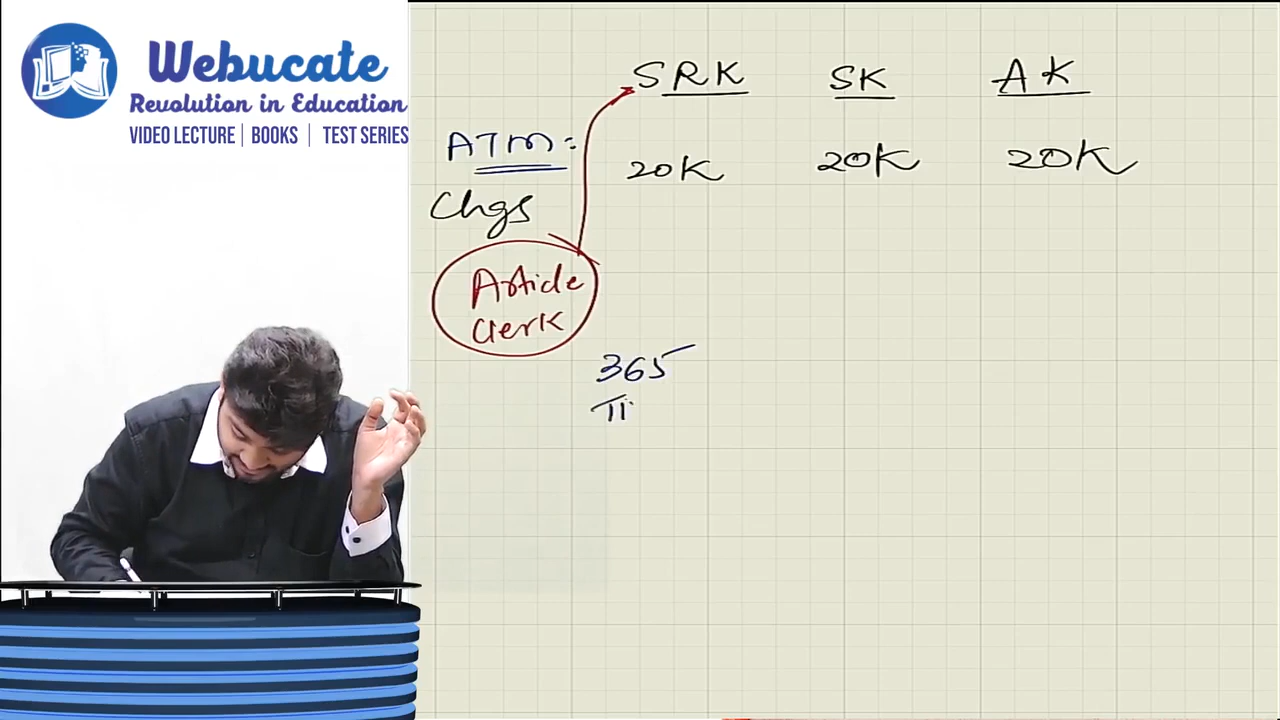 Webucate
Revolution in Education
VIDEO LECTURE | BOOKS | TEST SERIES
SRK SK AK
ATM: 20K 20K 20K
Chgs
Article
Clerk
365